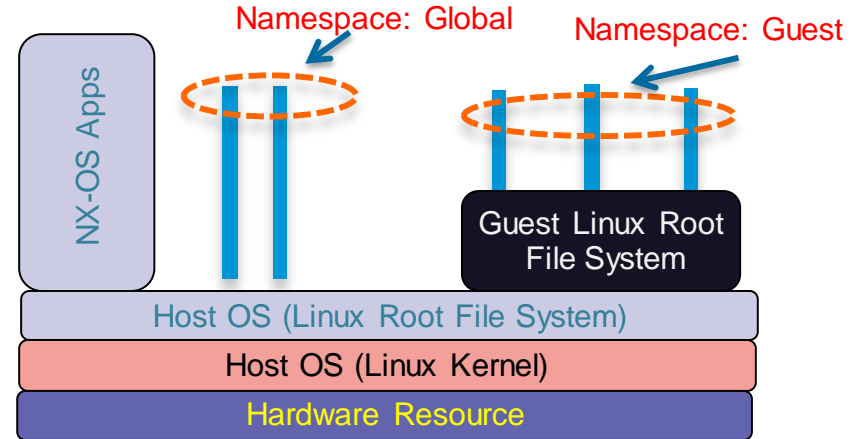 Namespace: Global
Namespace: Guest
NX-OS Apps
Guest Linux Root
File System
Host OS (Linux Root File System)
Host OS (Linux Kernel)
Hardware Resource